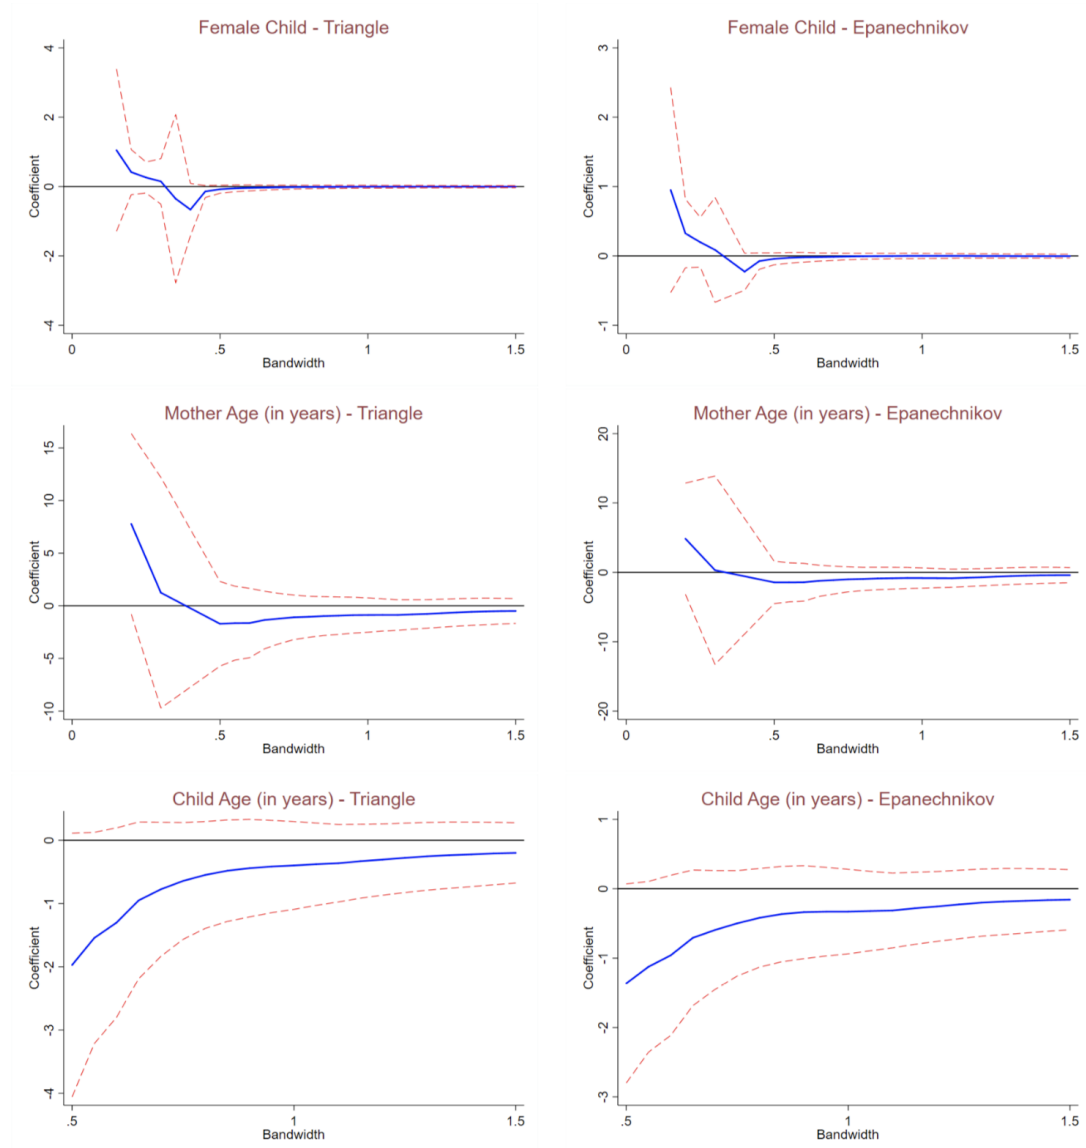 Female Child - Triangle
4
2
0
-2
-4
Coefficient
0
.5
1
1.5
Bandwidth
Female Child - Epanechnikov
3
2
1
0
-1
Coefficient
0
.5
1
1.5
Bandwidth
Mother Age (in years) - Triangle
15
10
5
0
-5
-10
Coefficient
0
.5
1
1.5
Bandwidth
Mother Age (in years) - Epanechnikov
20
10
0
-10
-20
Coefficient
0
.5
1
1.5
Bandwidth
Child Age (in years) - Triangle
0
-1
-2
-3
-4
Coefficient
.5
1
1.5
Bandwidth
Child Age (in years) - Epanechnikov
1
0
-1
-2
-3
Coefficient
.5
1
1.5
Bandwidth